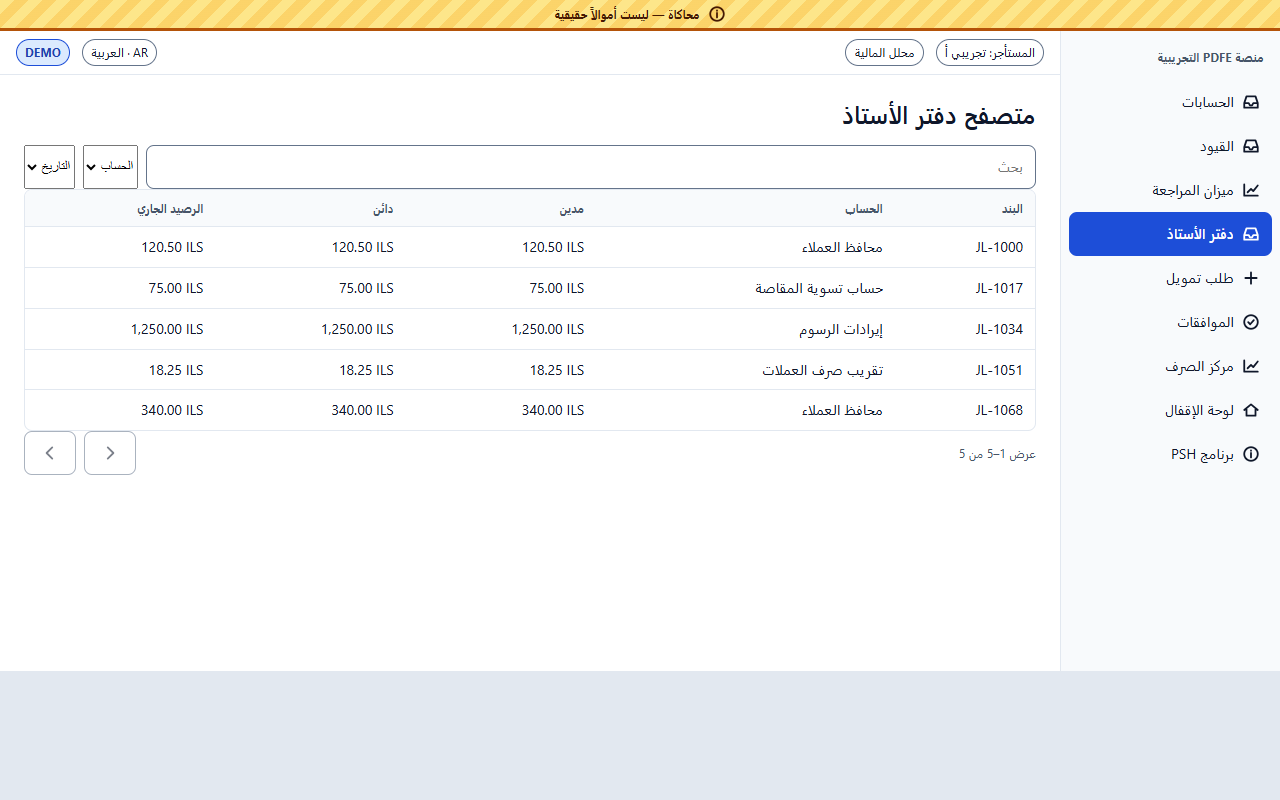 محاكاة — ليست أموالاً حقيقية
منصة PDFE التجريبية
الحسابات
القيود
ميزان المراجعة
دفتر الأستاذ
طلب تمويل
الموافقات
مركز الصرف
لوحة الإقفال
برنامج PSH
المستأجر: تجريبي أ
محلل المالية
AR · العربية
DEMO
متصفح دفتر الأستاذ
بحث
الحساب
التاريخ
البند الحساب مدين دائن الرصيد الجاري
JL-1000 محافظ العملاء 120.50 ILS 120.50 ILS 120.50 ILS
JL-1017 حساب تسوية المقاصة 75.00 ILS 75.00 ILS 75.00 ILS
JL-1034 إيرادات الرسوم 1,250.00 ILS 1,250.00 ILS 1,250.00 ILS
JL-1051 تقريب صرف العملات 18.25 ILS 18.25 ILS 18.25 ILS
JL-1068 محافظ العملاء 340.00 ILS 340.00 ILS 340.00 ILS
عرض 1–5 من 5